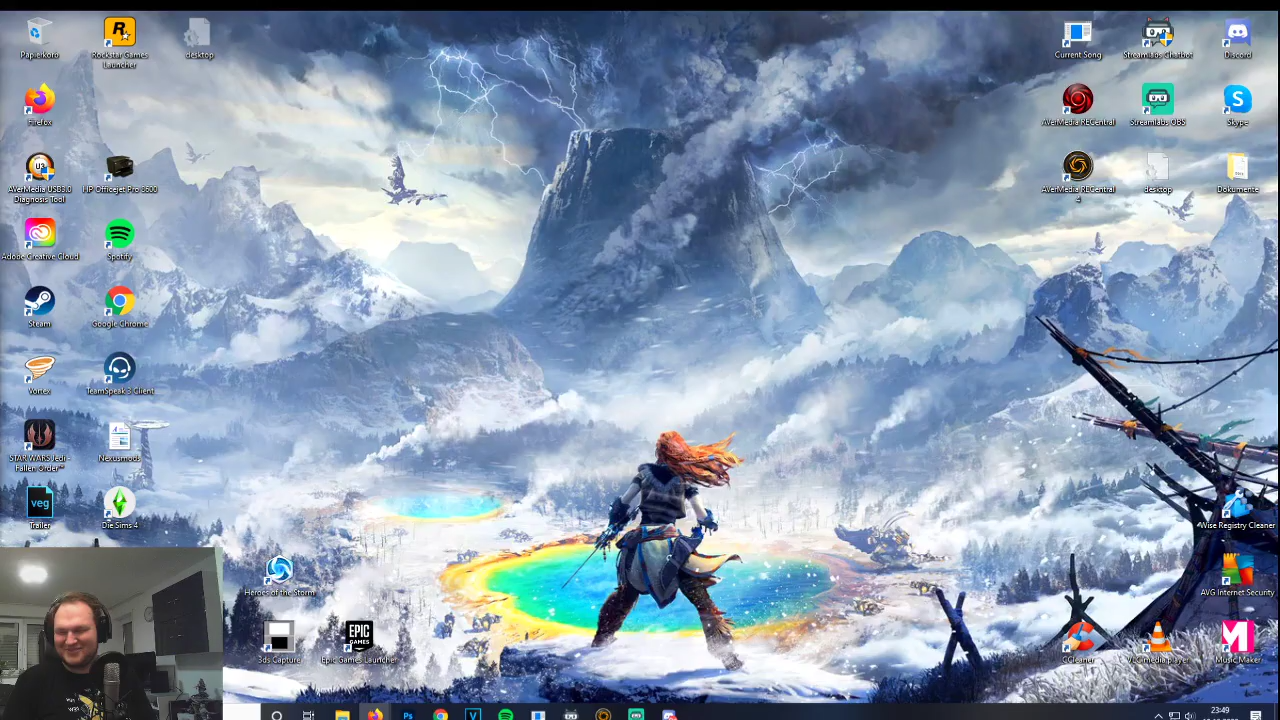 Papierkorb
Rockstar Games
Launcher
desktop
Current Song
Streamlabs Chatbot
Discord
Firefox
AVerMedia RECentral
Streamlabs OBS
Skype
AVerMedia USB3.0
Diagnosis Tool
HP Officejet Pro 8600
AVerMedia RECentral
4
desktop
Dokumente
Adobe Creative Cloud
Spotify
Steam
Google Chrome
Vortex
TeamSpeak 3 Client
STAR WARS Jedi -
Fallen Order™
Nexusmods
veg
Trailer
Die Sims 4
Wise Registry Cleaner
Heroes of the Storm
AVG Internet Security
EPIC
GAMES
3ds Capture
Epic Games Launcher
CCleaner
VLC media player
Music Maker
23:49